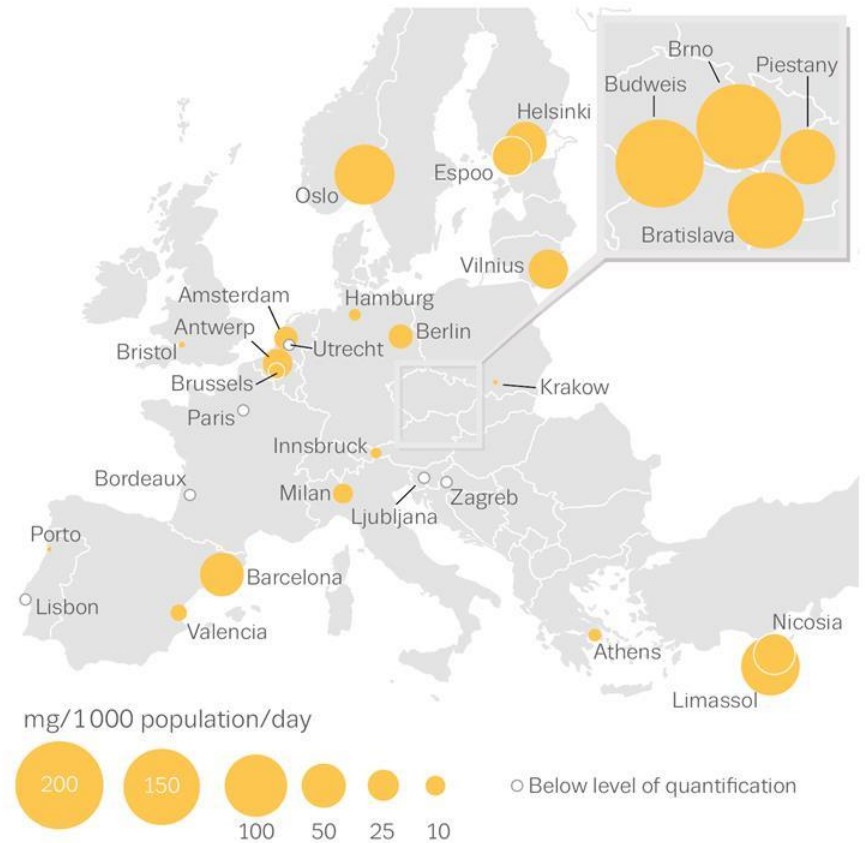 Brno
Piestany
Budweis
Helsinki
Espoo
Oslo
Bratislava
Vilnius
Amsterdam
Hamburg
Antwerp
Berlin
Bristol
Utrecht
Brussels
Krakow
Paris
Innsbruck
Bordeaux
Milan
Zagreb
Ljubljana
Porto
Barcelona
Lisbon
Valencia
Nicosia
Athens
Limassol
mg/1000 population/day
200 150
Below level of quantification
100 50 25 10